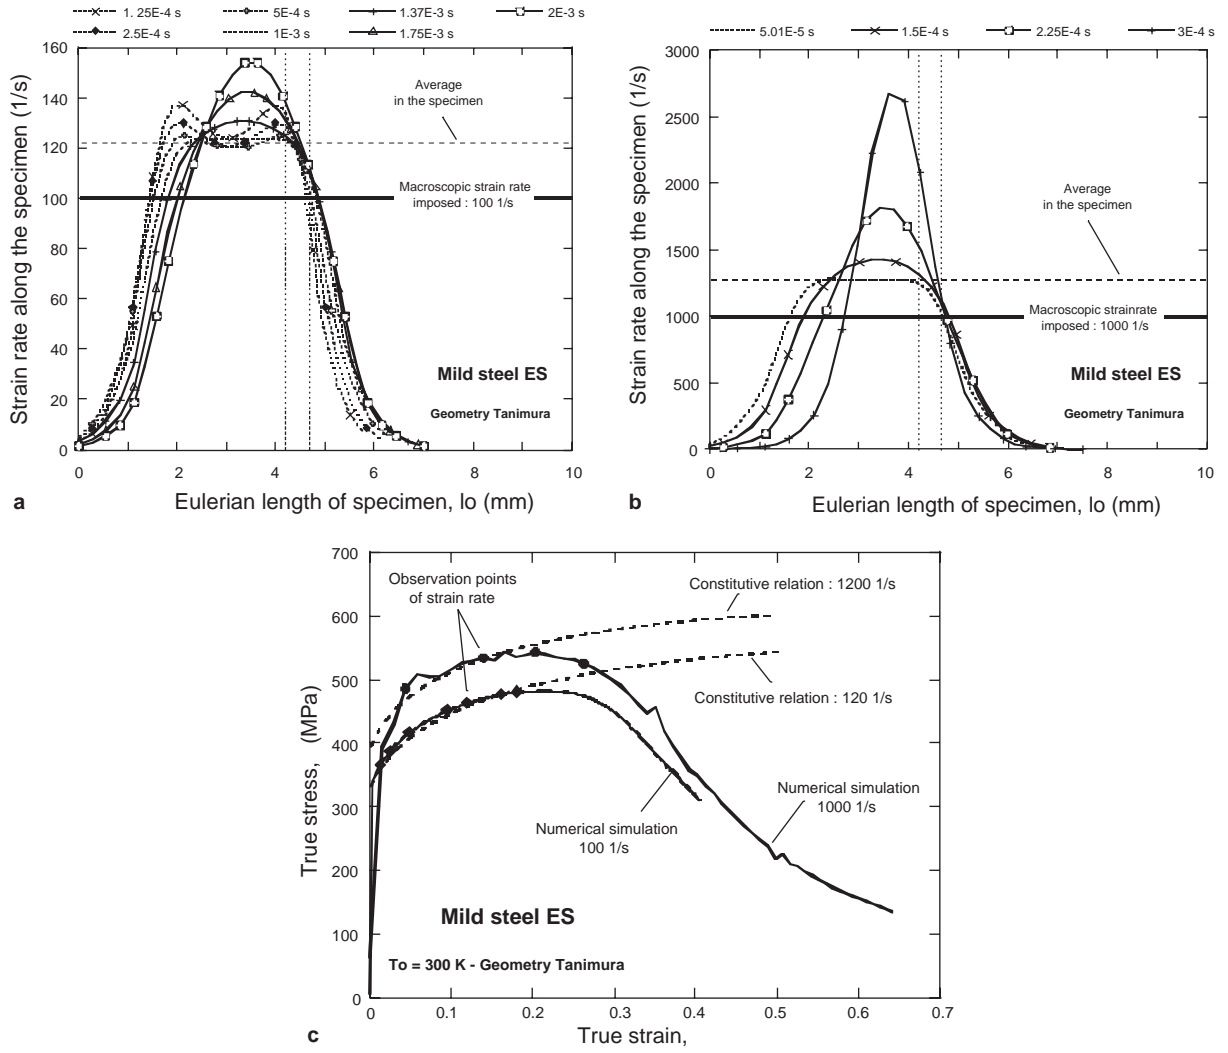 1. 25E-4 s 5E-4 s 1.37E-3 s 2E-3 s
2.5E-4 s 1E-3 s 1.75E-3 s
160
140
120
100
80
60
40
20
0
Strain rate along the specimen (1/s)
Average
in the specimen
Macroscopic strain rate
imposed : 100 1/s
Mild steel ES
Geometry Tanimura
0 2 4 6 8 10
Eulerian length of specimen, lo (mm)
a
5.01E-5 s 1.5E-4 s 2.25E-4 s 3E-4 s
3000
2500
2000
1500
1000
500
0
Strain rate along the specimen (1/s)
Average
in the specimen
Macroscopic strainrate
imposed : 1000 1/s
Mild steel ES
Geometry Tanimura
0 2 4 6 8 10
Eulerian length of specimen, lo (mm)
b
700
600
500
400
300
200
100
0
True stress, (MPa)
Observation points
of strain rate
Constitutive relation : 1200 1/s
Constitutive relation : 120 1/s
Numerical simulation
1000 1/s
Numerical simulation
100 1/s
Mild steel ES
To = 300 K - Geometry Tanimura
0 0.1 0.2 0.3 0.4 0.5 0.6 0.7
True strain,
c